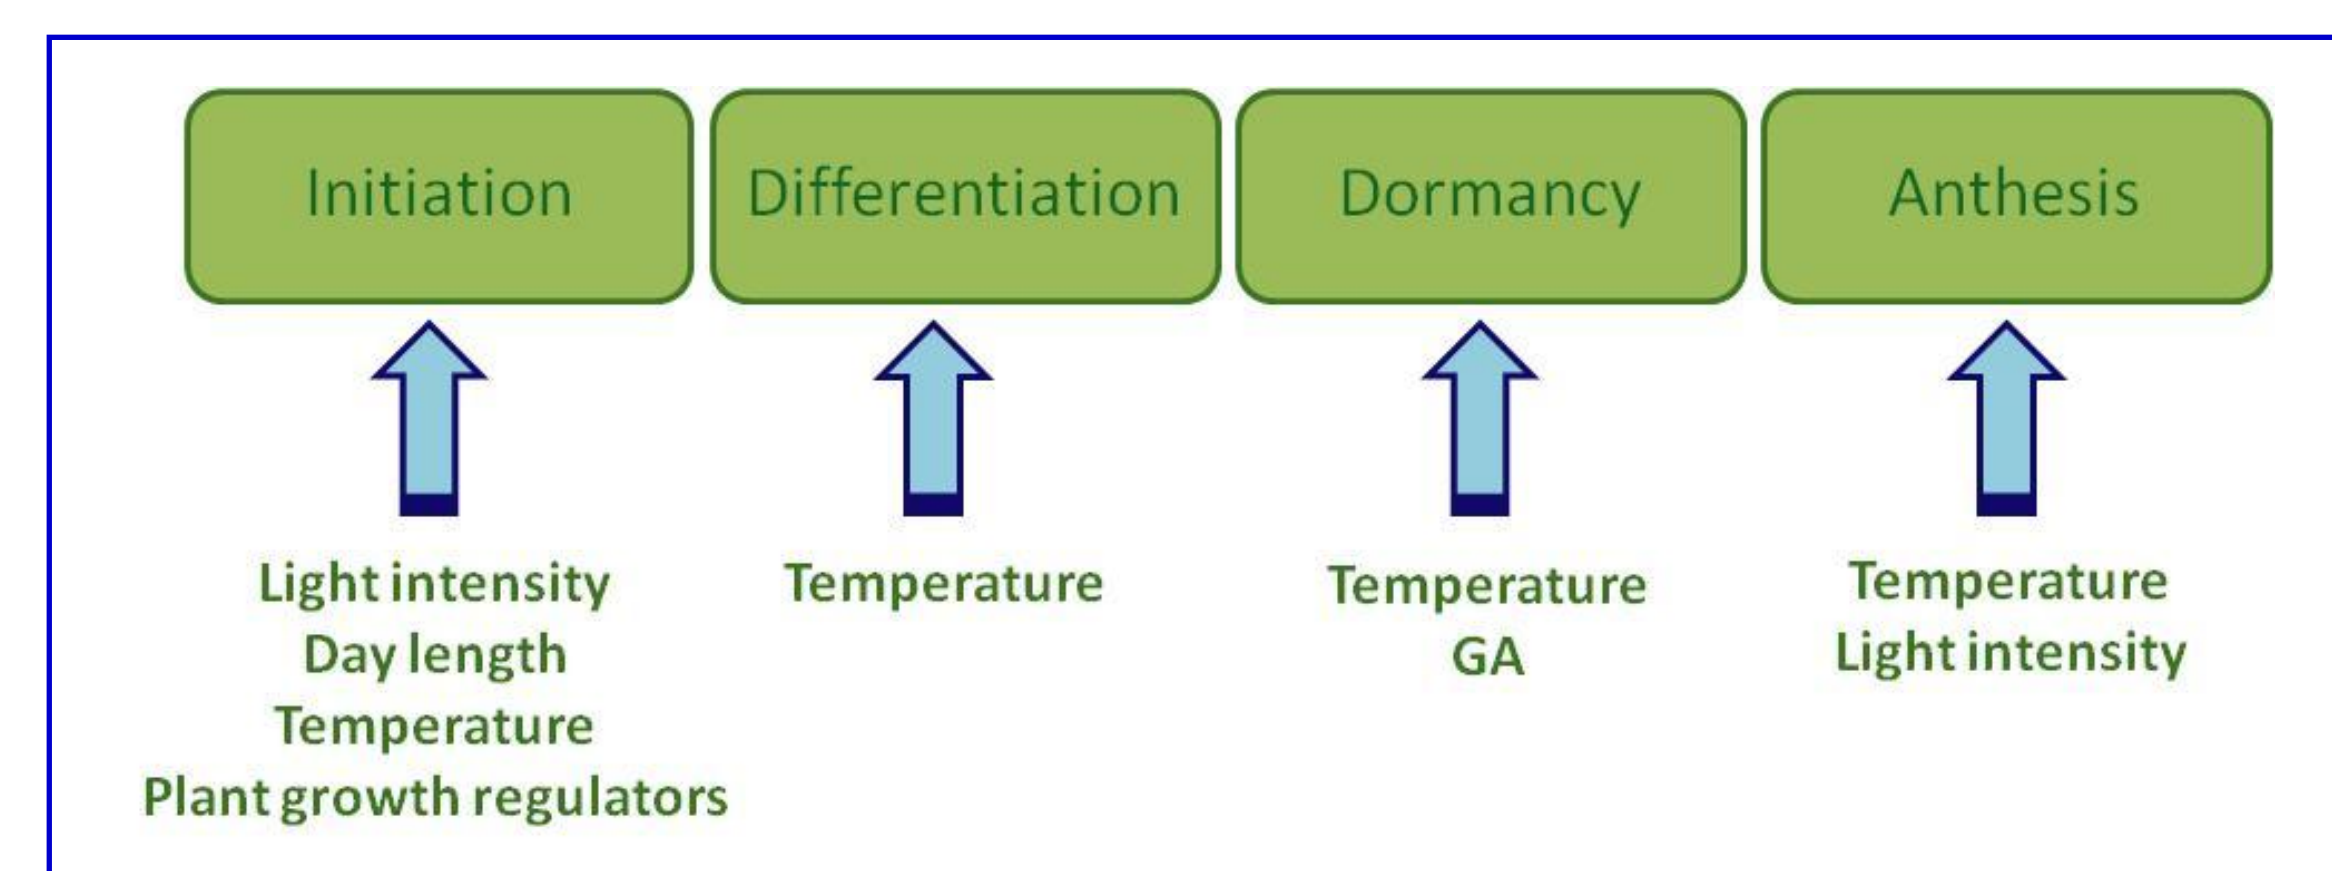 Initiation
Differentiation
Dormancy
Anthesis
Light intensity
Day length
Temperature
Plant growth regulators
Temperature
Temperature
GA
Temperature
Light intensity